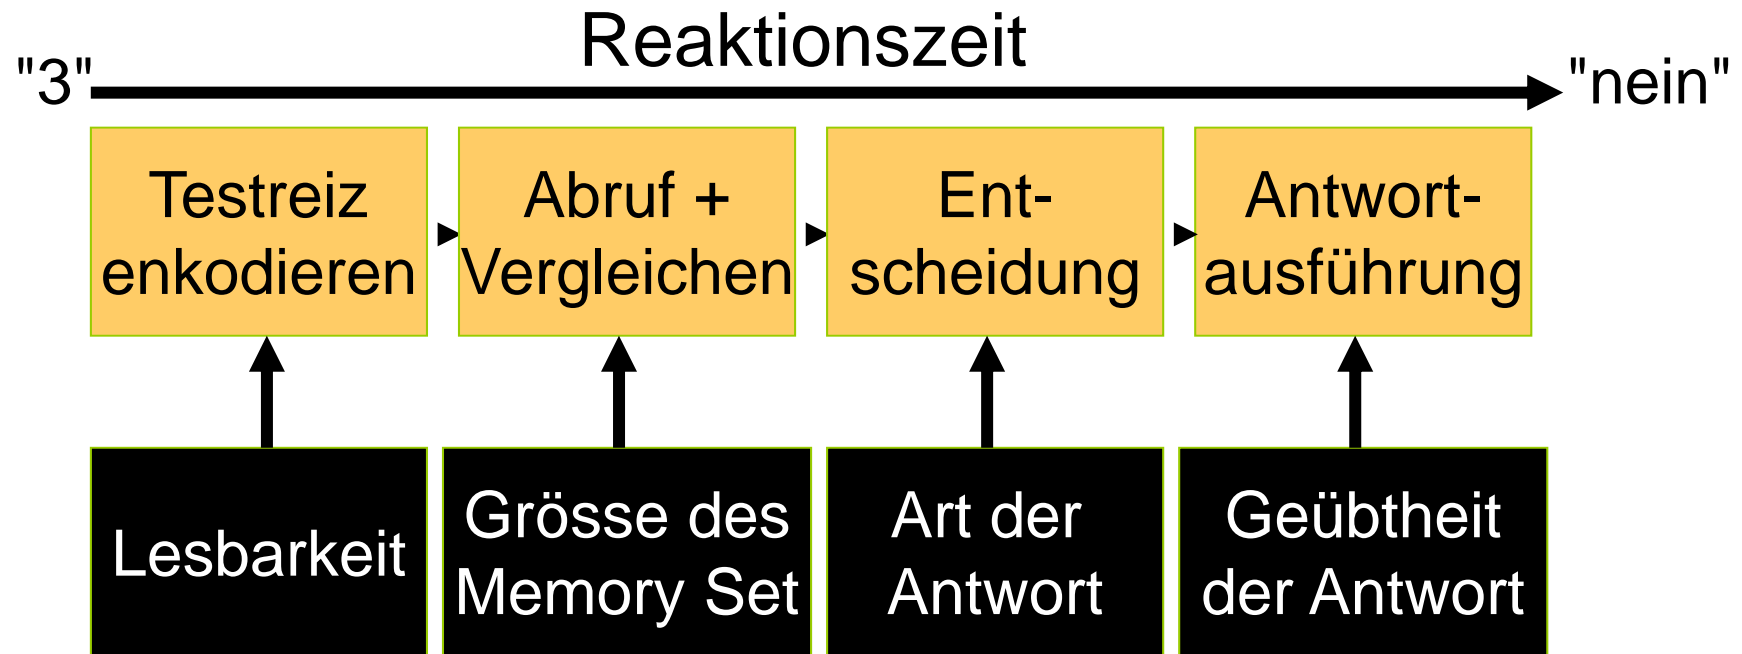 Reaktionszeit
"3"
"nein"
Testreiz
enkodieren
Abruf +
Vergleichen
Ent-
scheidung
Antwort-
ausführung
Lesbarkeit
Grösse des
Memory Set
Art der
Antwort
Geübtheit
der Antwort